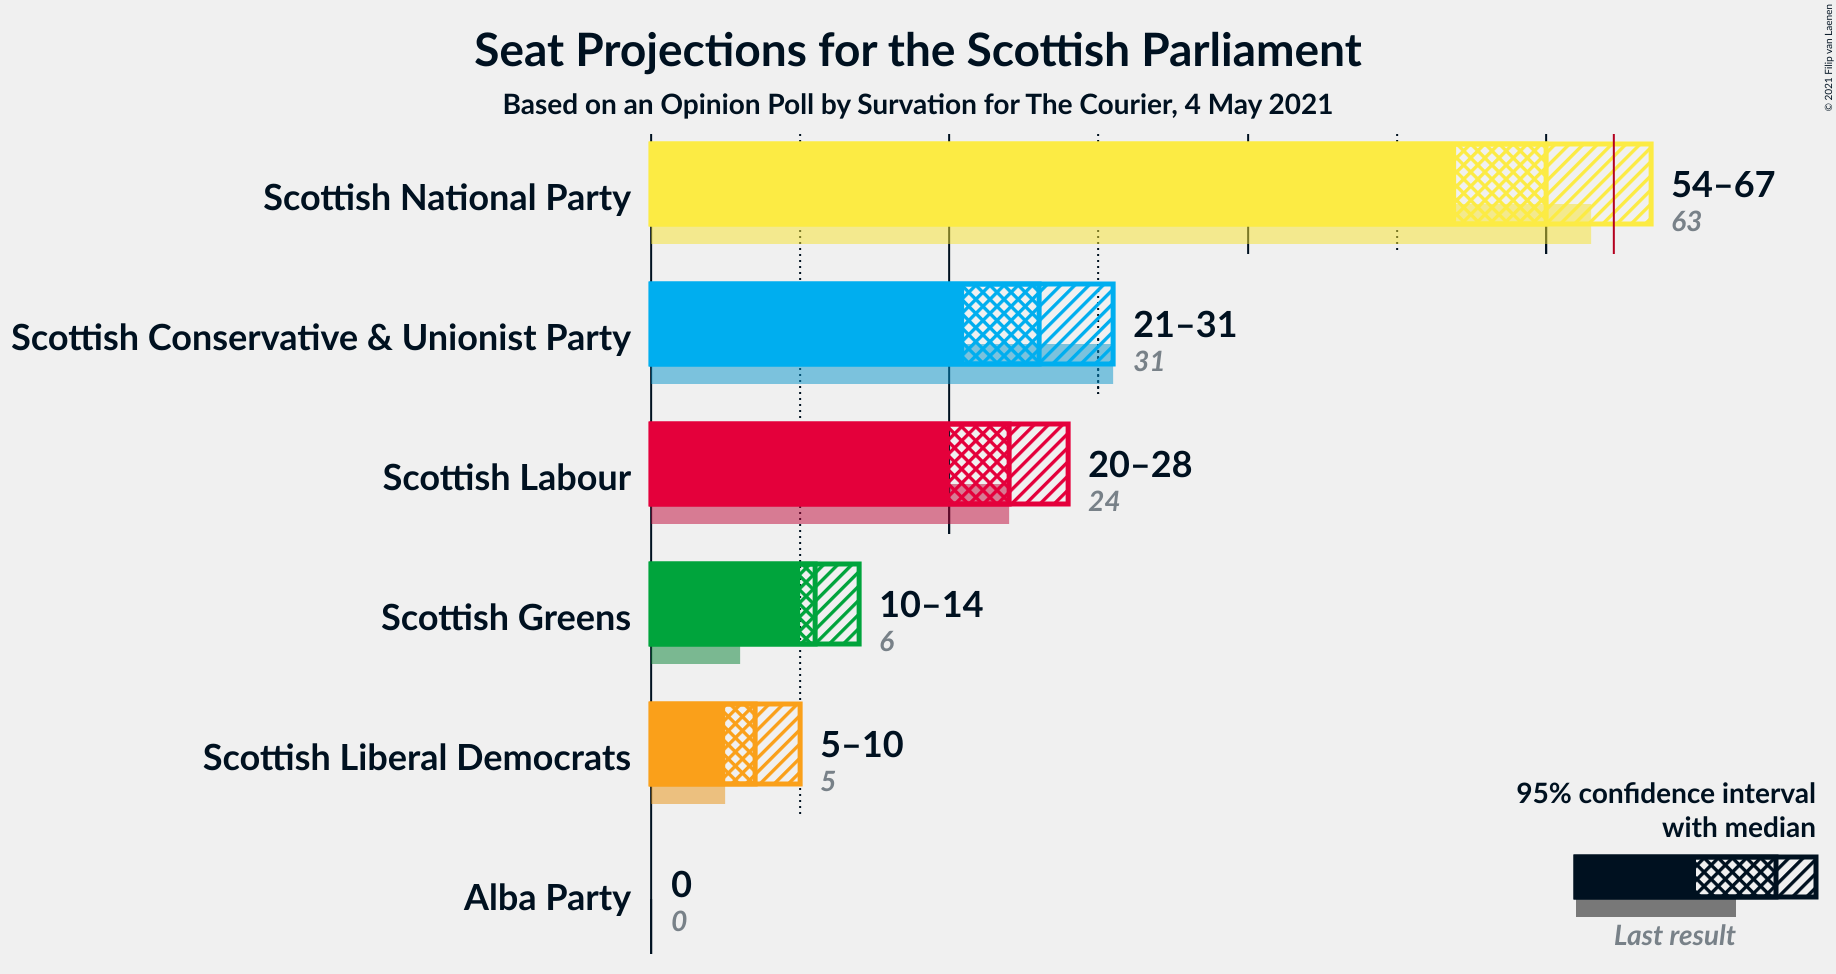 Seat Projections for the Scottish Parliament
Based on an Opinion Poll by Survation for The Courier, 4 May 2021
© 2021 Filip van Laenen
Scottish National Party
54–67
63
Scottish Conservative & Unionist Party
21–31
31
Scottish Labour
20–28
24
Scottish Greens
10–14
6
Scottish Liberal Democrats
5–10
5
Alba Party
0
0
95% confidence interval
with median
Last result